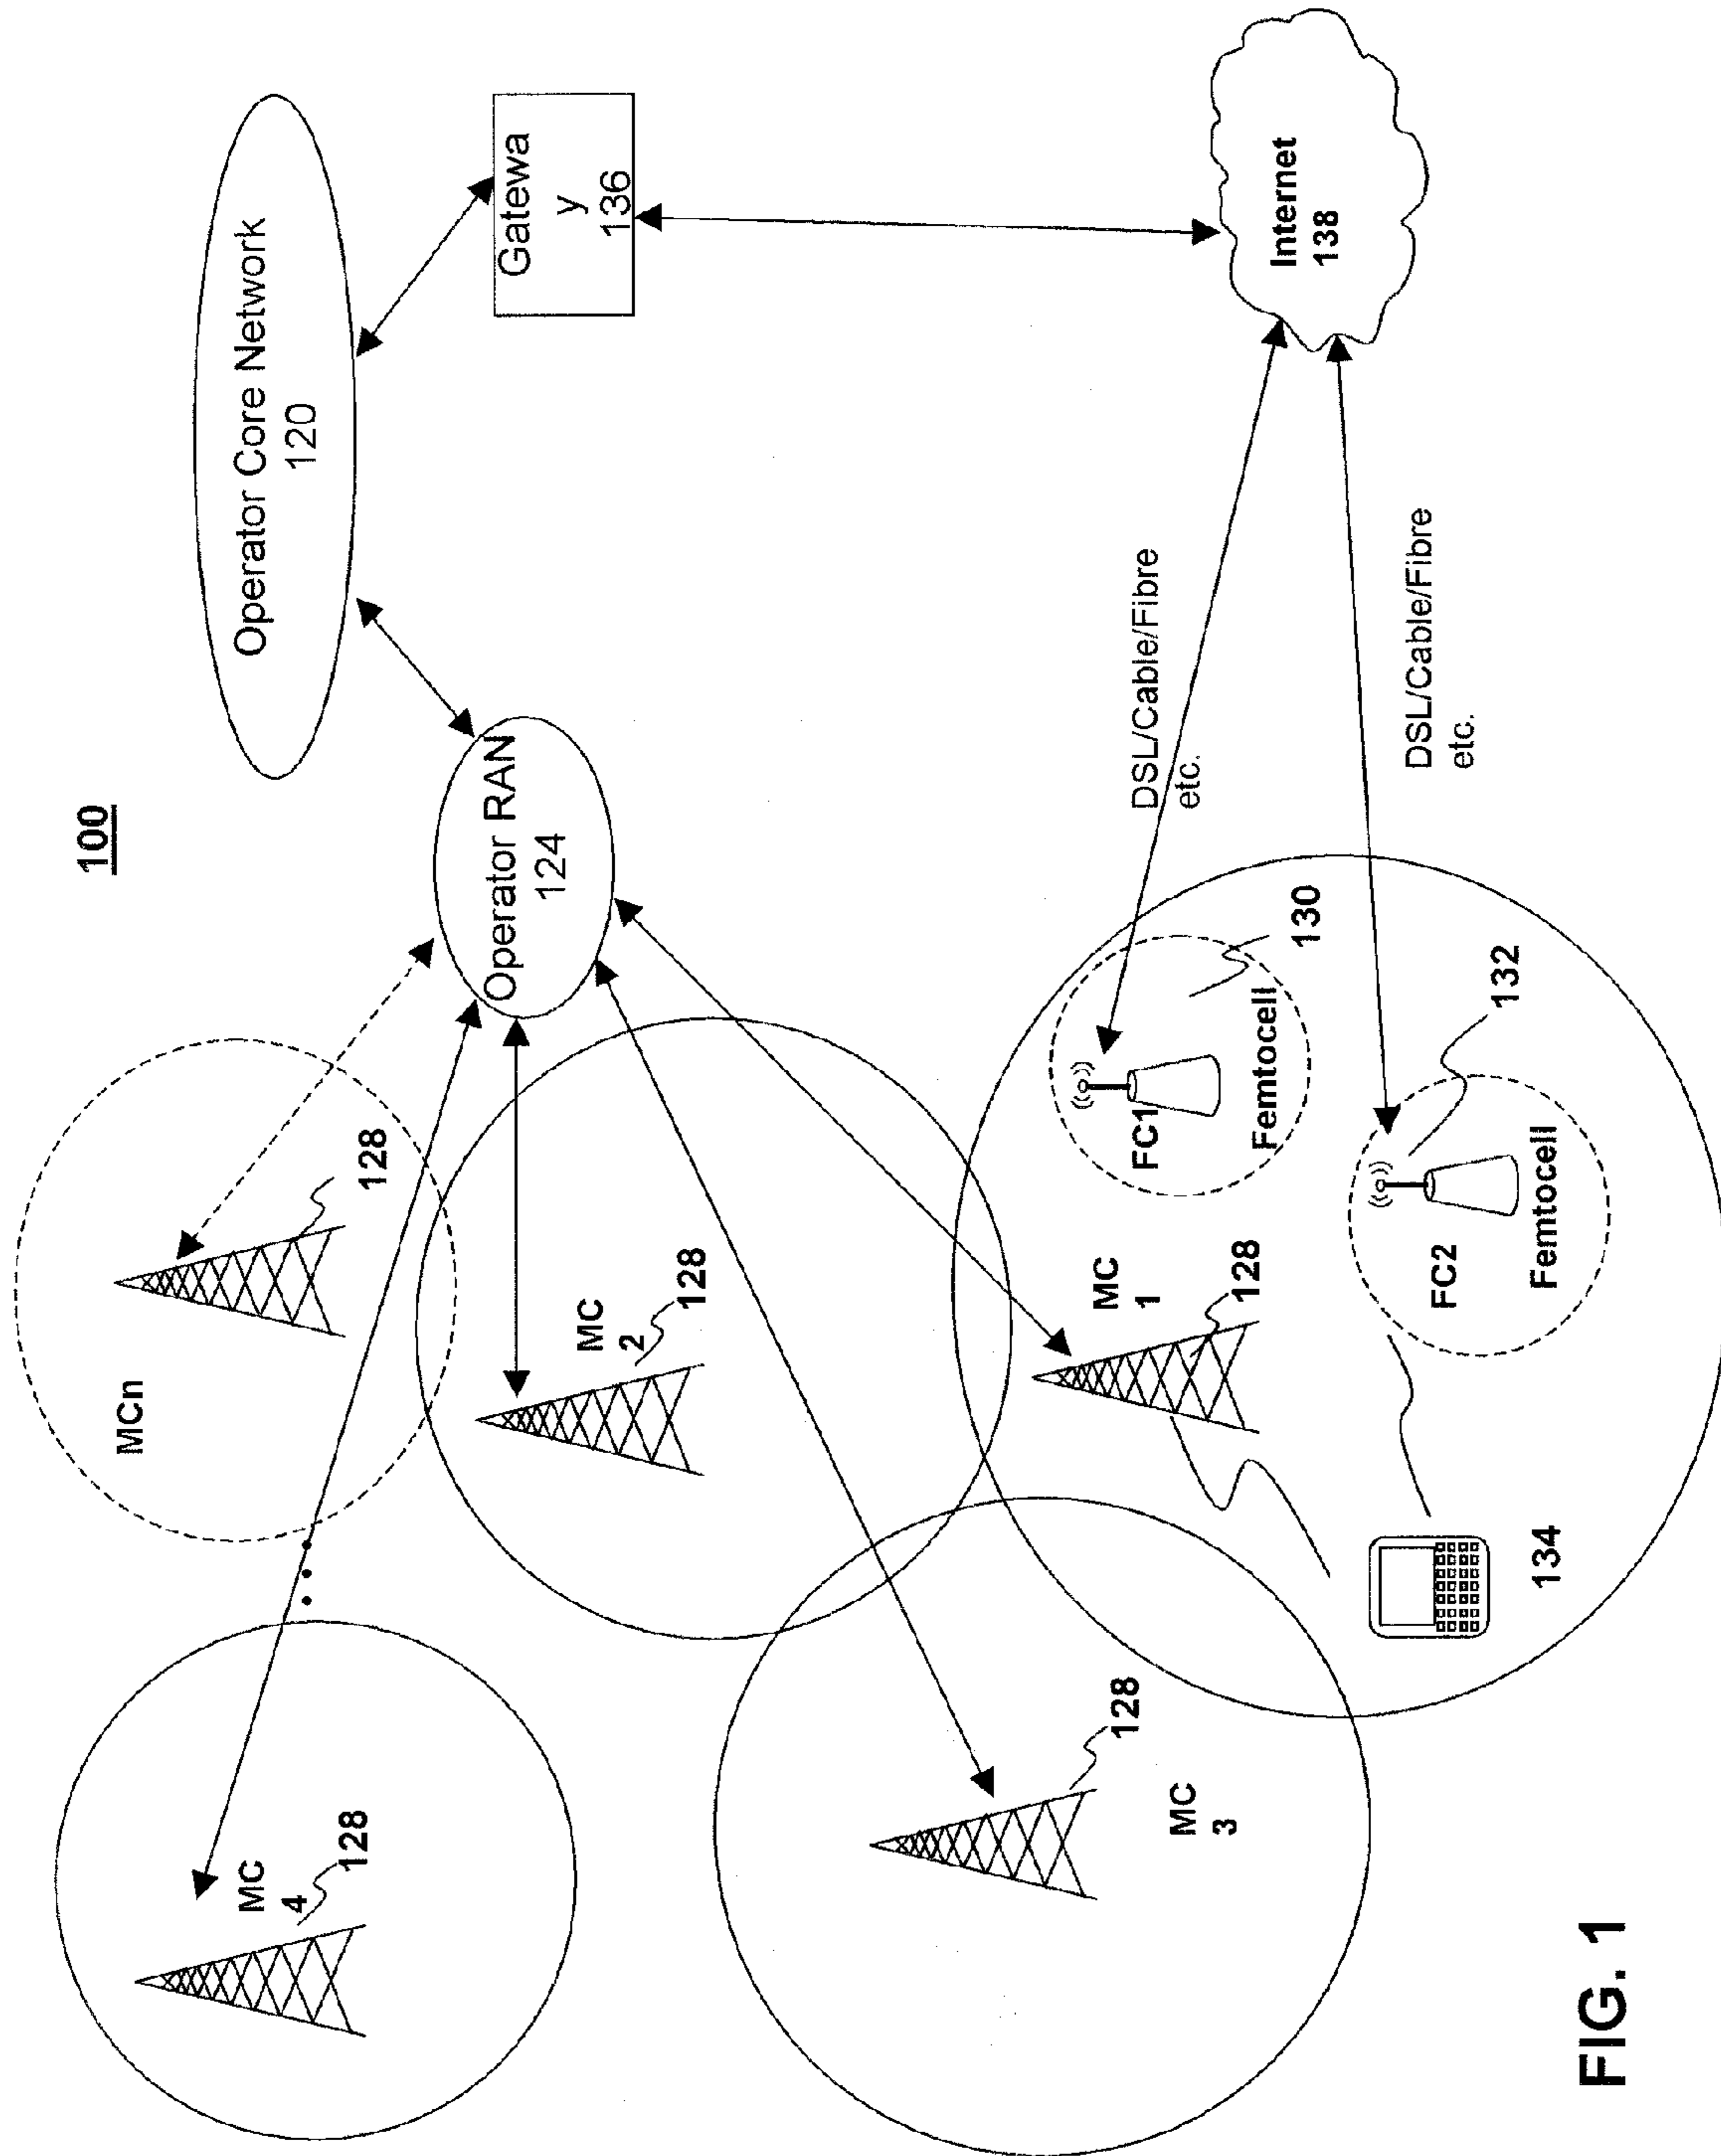 100
Operator Core Network
120
Gatewa
y
136
Operator RAN
124
Internet
138
MCn
128
MC
4
128
MC
2
128
MC
3
128
MC
1
128
DSL/Cable/Fibre
etc.
DSL/Cable/Fibre
etc.
FC1
Femtocell
130
FC2
Femtocell
132
134
FIG. 1